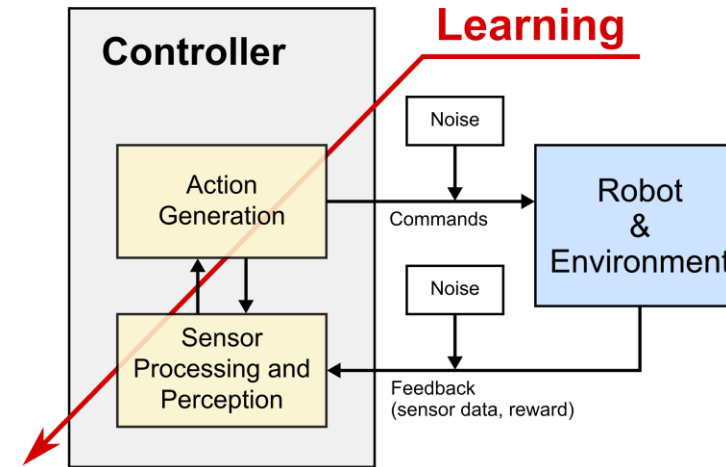 Learning
Controller
Noise
Action
Generation
Commands
Robot
&
Environment
Noise
Sensor
Processing and
Perception
Feedback
(sensor data, reward)